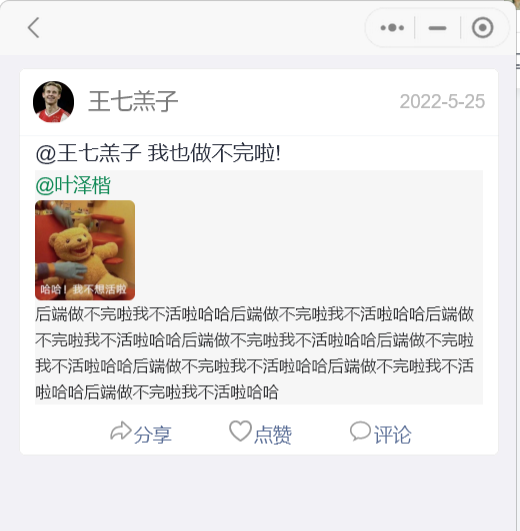 王七羔子
2022-5-25
@王七羔子 我也做不完啦!
@叶泽楷
哈哈！我不想活啦
后端做不完啦我不活啦哈哈后端做不完啦我不活啦哈哈后端做
不完啦我不活啦哈哈后端做不完啦我不活啦哈哈后端做不完啦
我不活啦哈哈后端做不完啦我不活啦哈哈后端做不完啦我不活
啦哈哈后端做不完啦我不活啦哈哈
分享
点赞
评论